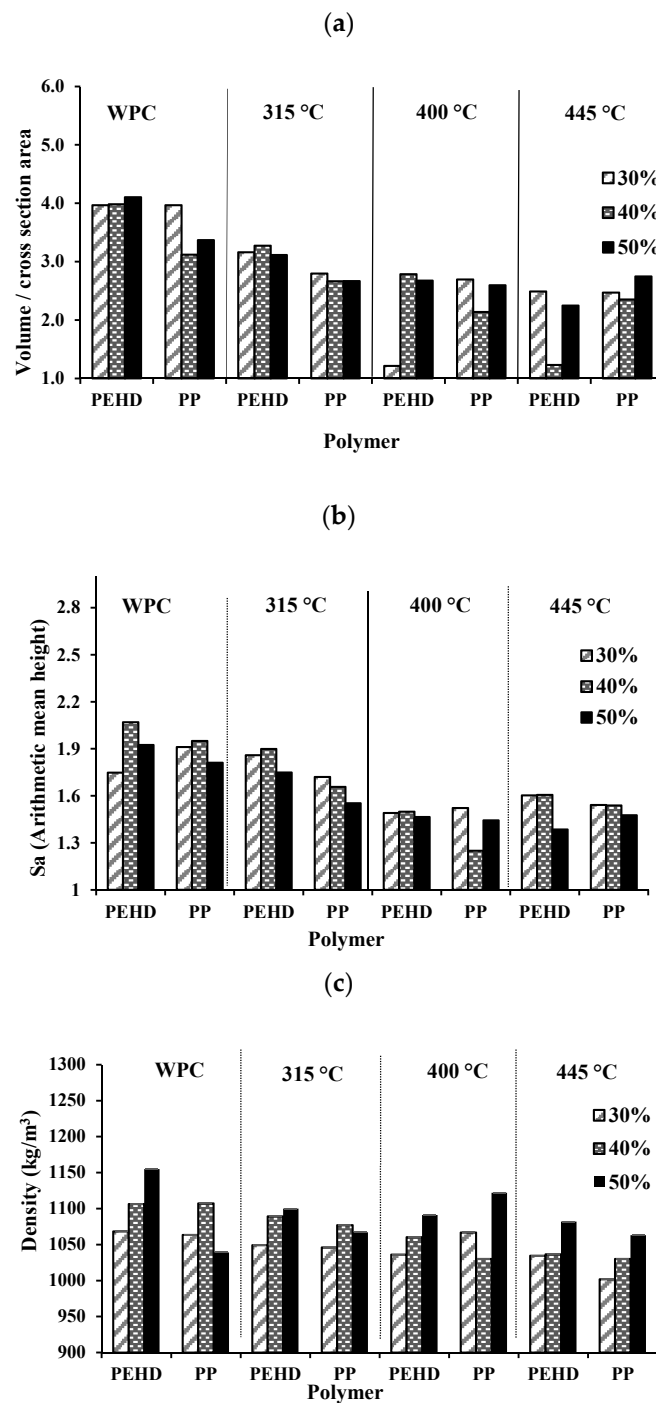 (a)
6.0
WPC 315 °C 400 °C 445 °C
5.0
30%
4.0
40%
3.0
50%
2.0
1.0
Volume / cross section area
PEHD PP PEHD PP PEHD PP PEHD PP
Polymer
(b)
2.8
WPC 315 °C 400 °C 445 °C
2.5
30%
2.2
40%
50%
1.9
1.6
1.3
1
Sa (Arithmetic mean height)
PEHD PP PEHD PP PEHD PP PEHD PP
Polymer
(c)
1300
WPC 315 °C 400 °C 445 °C
1250
30%
1200
40%
1150
50%
1100
1050
1000
950
900
Density (kg/m³)
PEHD PP PEHD PP PEHD PP PEHD PP
Polymer